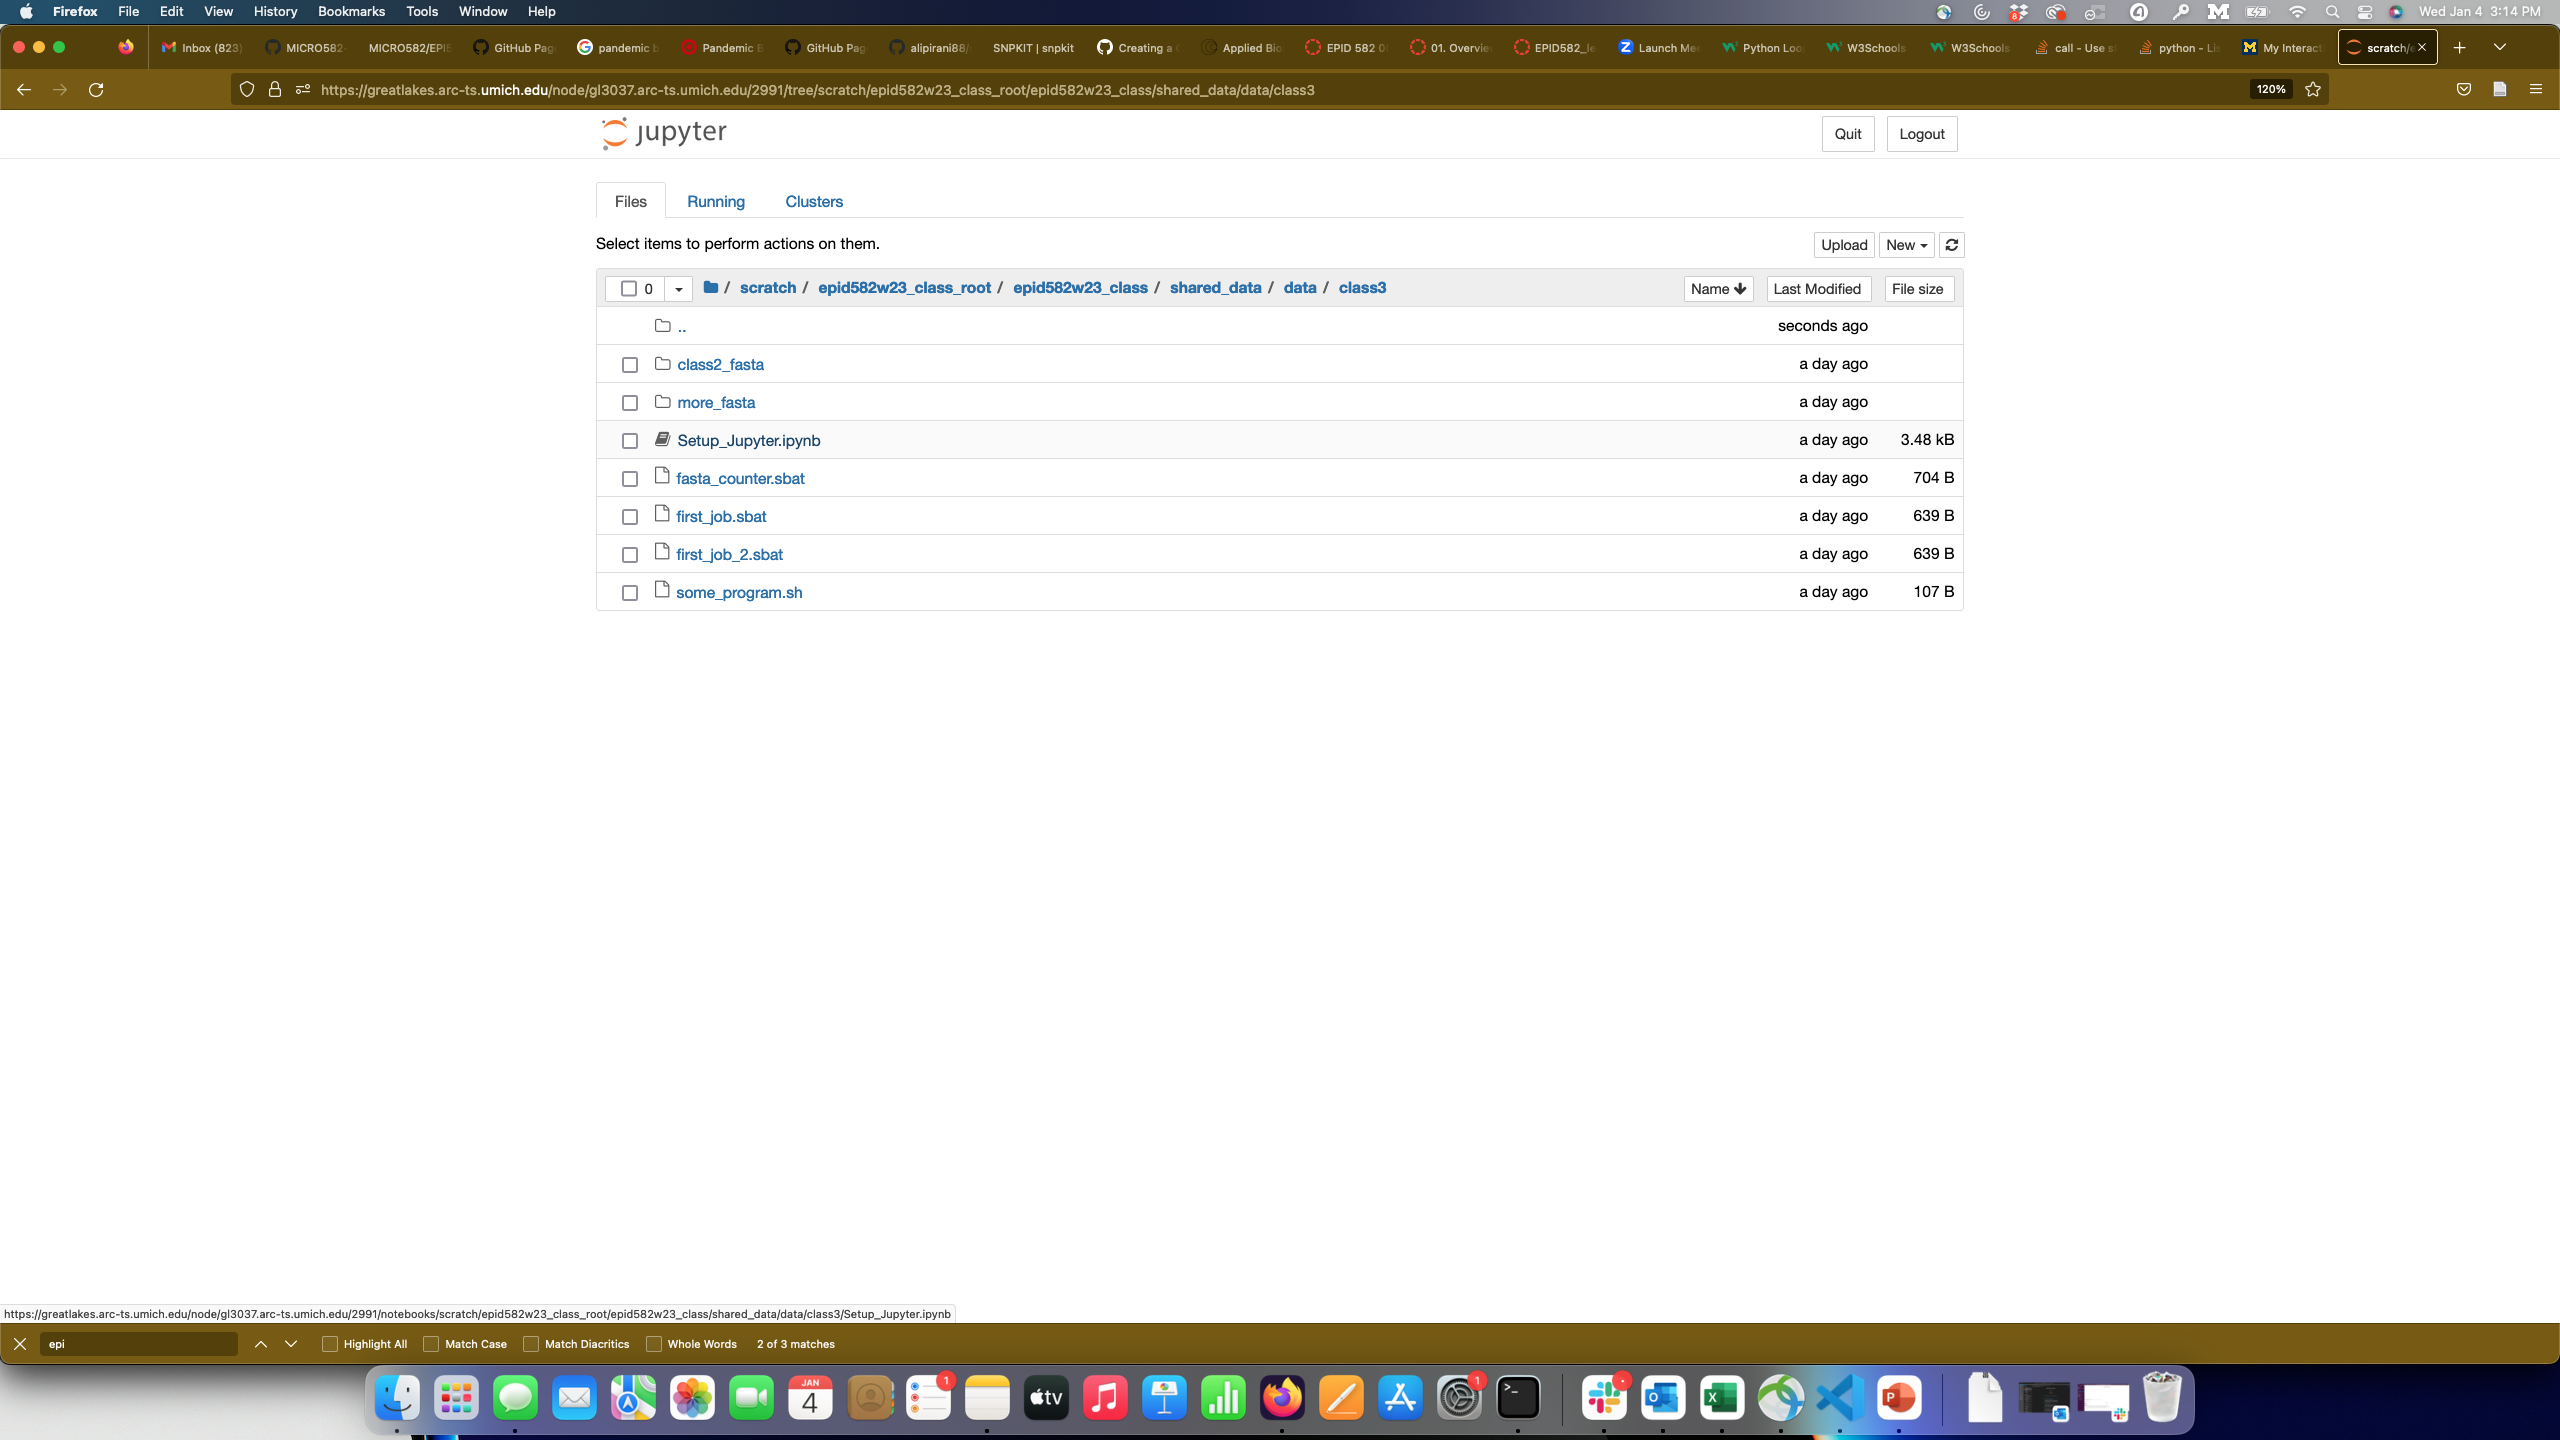 Firefox File Edit View History Bookmarks Tools Window Help Wed Jan 4 3:14 PM
Inbox (823) MICRO582- MICRO582/EPI GitHub Pag pandemic b Pandemic E GitHub Pag alipirani88/ SNPKIT | snpkit Creating a Applied Bio EPID 582 0 01. Overvie EPID582_le Launch Me Python Loo W3Schools W3Schools call - Use s python - Lis My Interact scratch/e
https://greatlakes.arc-ts.umich.edu/node/gl3037.arc-ts.umich.edu/2991/tree/scratch/epid582w23_class_root/epid582w23_class/shared_data/data/class3 120%
jupyter Quit Logout
Files Running Clusters
Select items to perform actions on them. Upload New
0 / scratch / epid582w23_class_root / epid582w23_class / shared_data / data / class3 Name Last Modified File size
.. seconds ago
class2_fasta a day ago
more_fasta a day ago
Setup_Jupyter.ipynb a day ago 3.48 kB
fasta_counter.sbat a day ago 704 B
first_job.sbat a day ago 639 B
first_job_2.sbat a day ago 639 B
some_program.sh a day ago 107 B
https://greatlakes.arc-ts.umich.edu/node/gl3037.arc-ts.umich.edu/2991/notebooks/scratch/epid582w23_class_root/epid582w23_class/shared_data/data/class3/Setup_Jupyter.ipynb
epi Highlight All Match Case Match Diacritics Whole Words 2 of 3 matches
JAN 4 1 tv 1